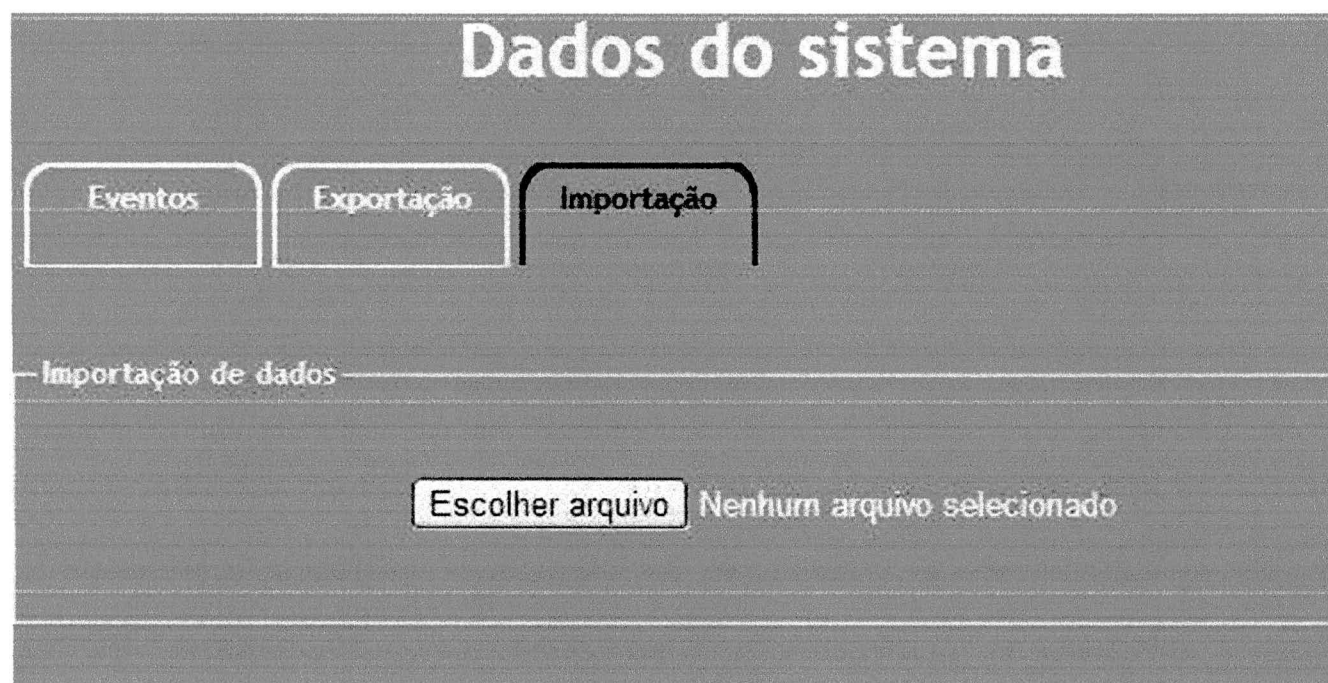 Dados do sistema
Eventos Exportação Importação
Importação de dados
Escolher arquivo Nenhum arquivo selecionado